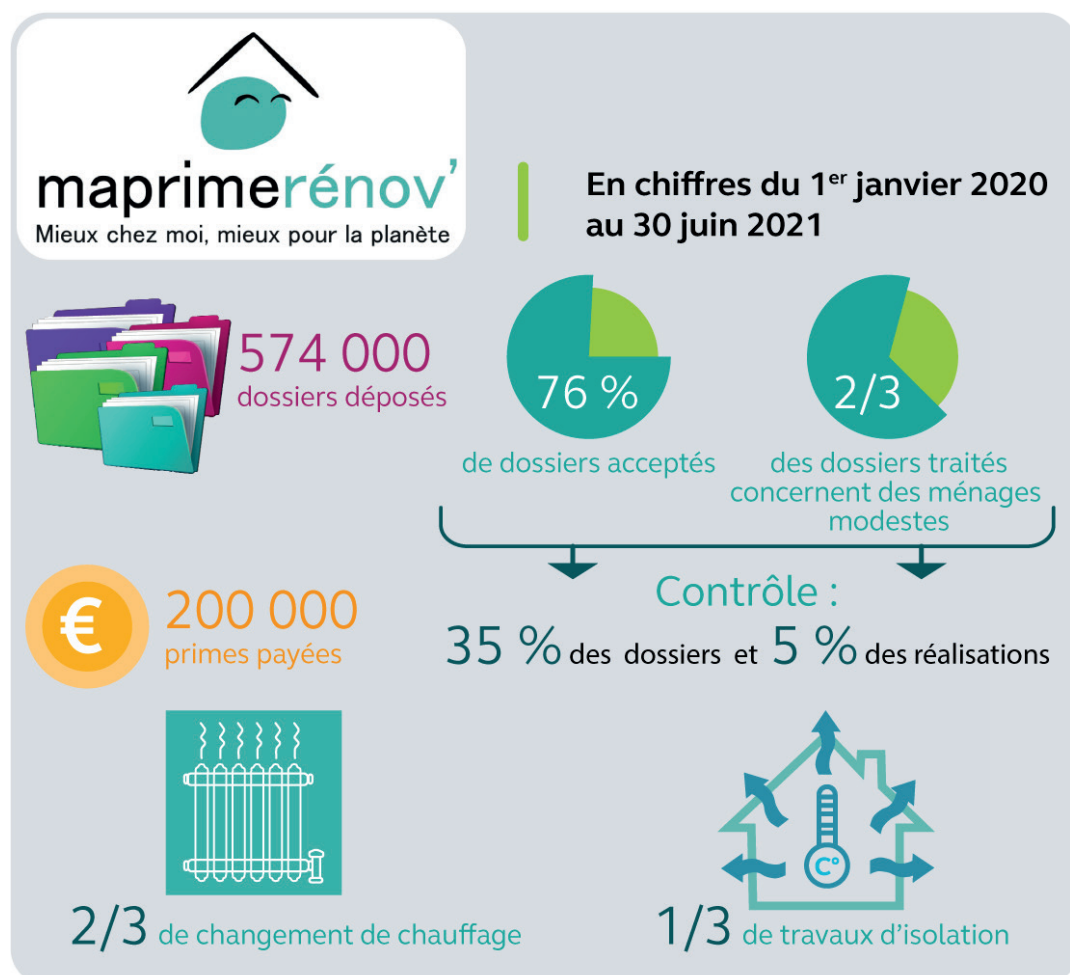 maprimerénov'
Mieux chez moi, mieux pour la planète
En chiffres du 1er janvier 2020
au 30 juin 2021
574 000
dossiers déposés
76 %
de dossiers acceptés
2/3
des dossiers traités
concernent des ménages
modestes
€
200 000
primes payées
Contrôle :
35 % des dossiers et 5 % des réalisations
2/3 de changement de chauffage
C°
1/3 de travaux d'isolation